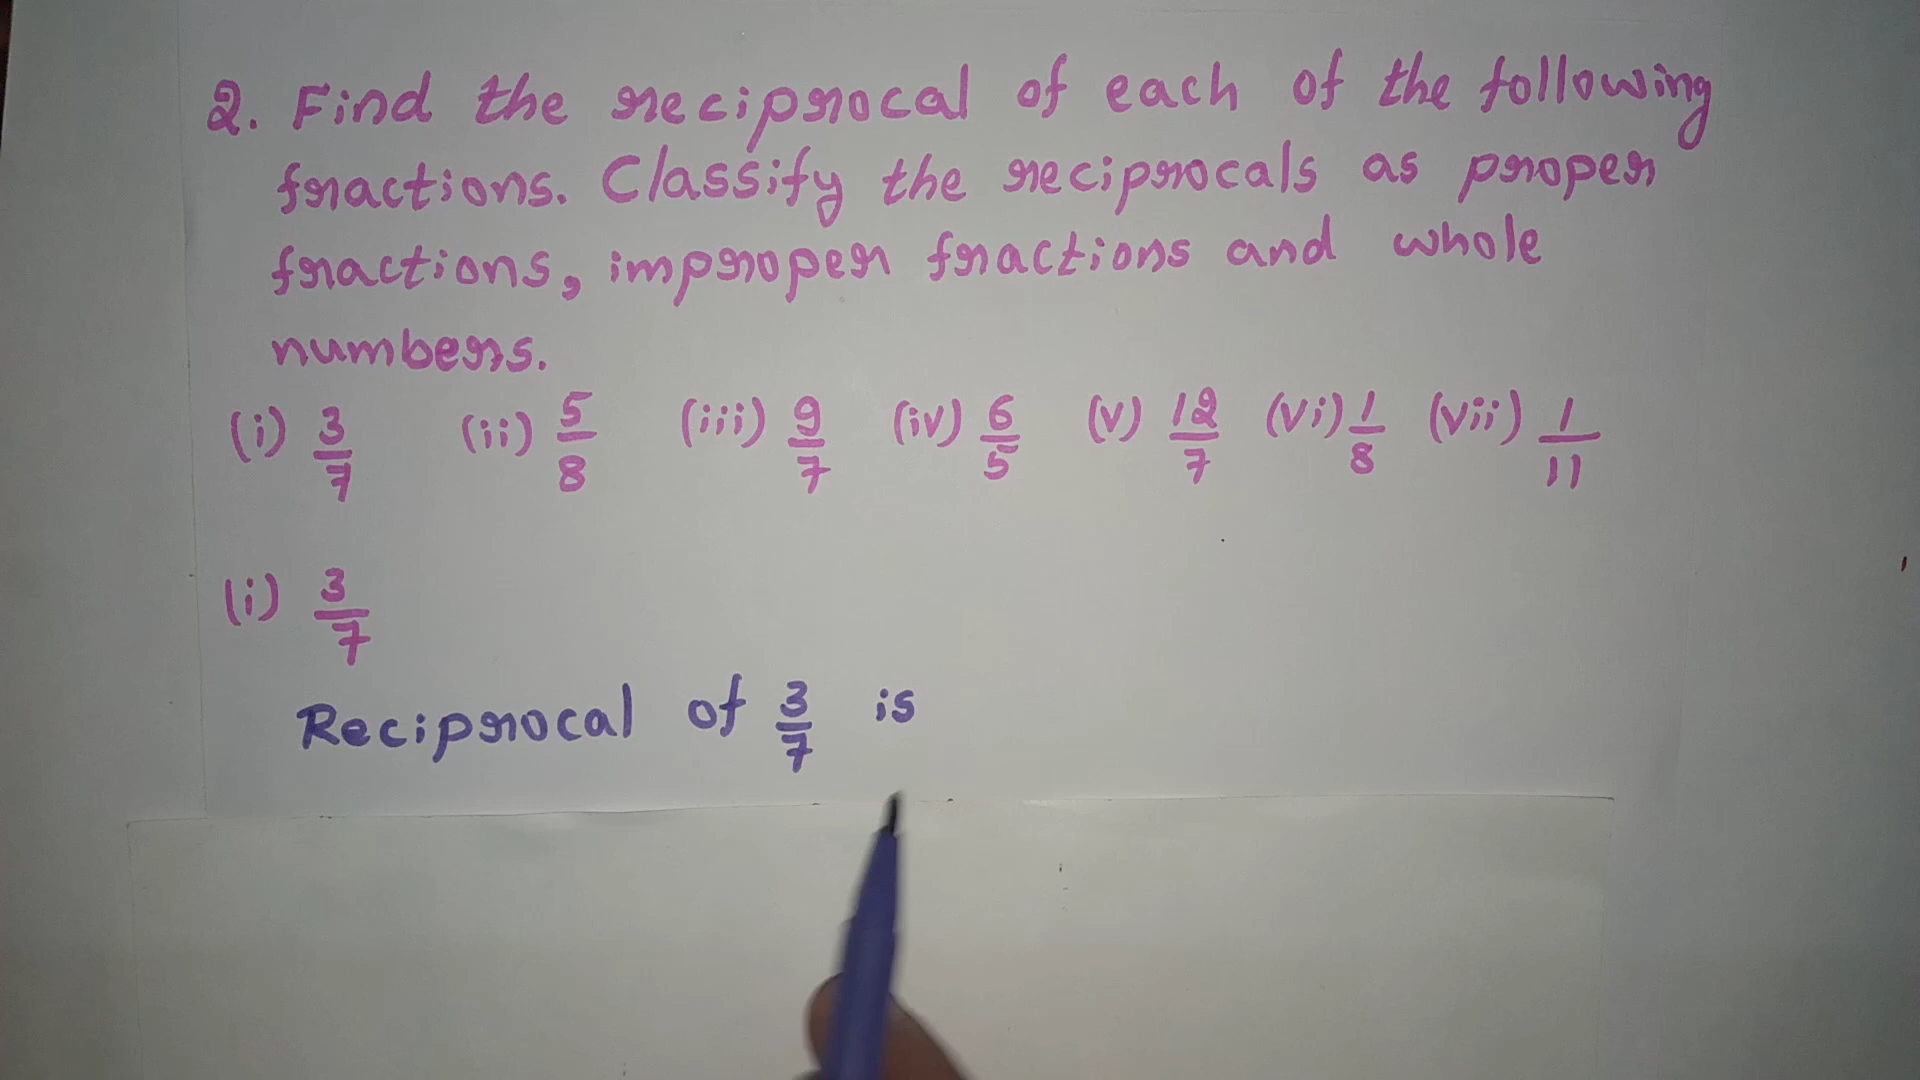 2. Find the reciprocal of each of the following
fractions. Classify the reciprocals as proper
fractions, improper fractions and whole
numbers.
(i) 3/7 (ii) 5/8 (iii) 9/7 (iv) 6/5 (v) 12/7 (vi) 1/8 (vii) 1/11
(i) 3/7
Reciprocal of 3/7 is